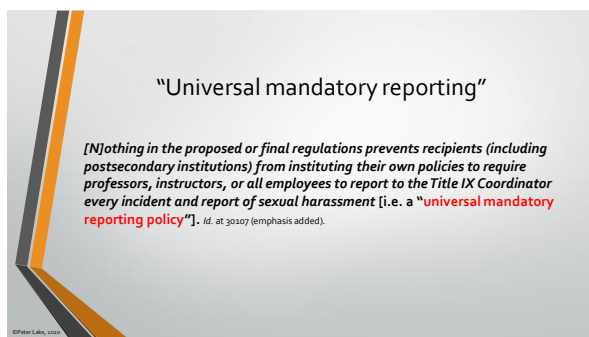 “Universal mandatory reporting”
[N]othing in the proposed or final regulations prevents recipients (including
postsecondary institutions) from instituting their own policies to require
professors, instructors, or all employees to report to the Title IX Coordinator
every incident and report of sexual harassment [i.e. a “universal mandatory
reporting policy”]. Id. at 30107 (emphasis added).
©Peter Lake, 2020